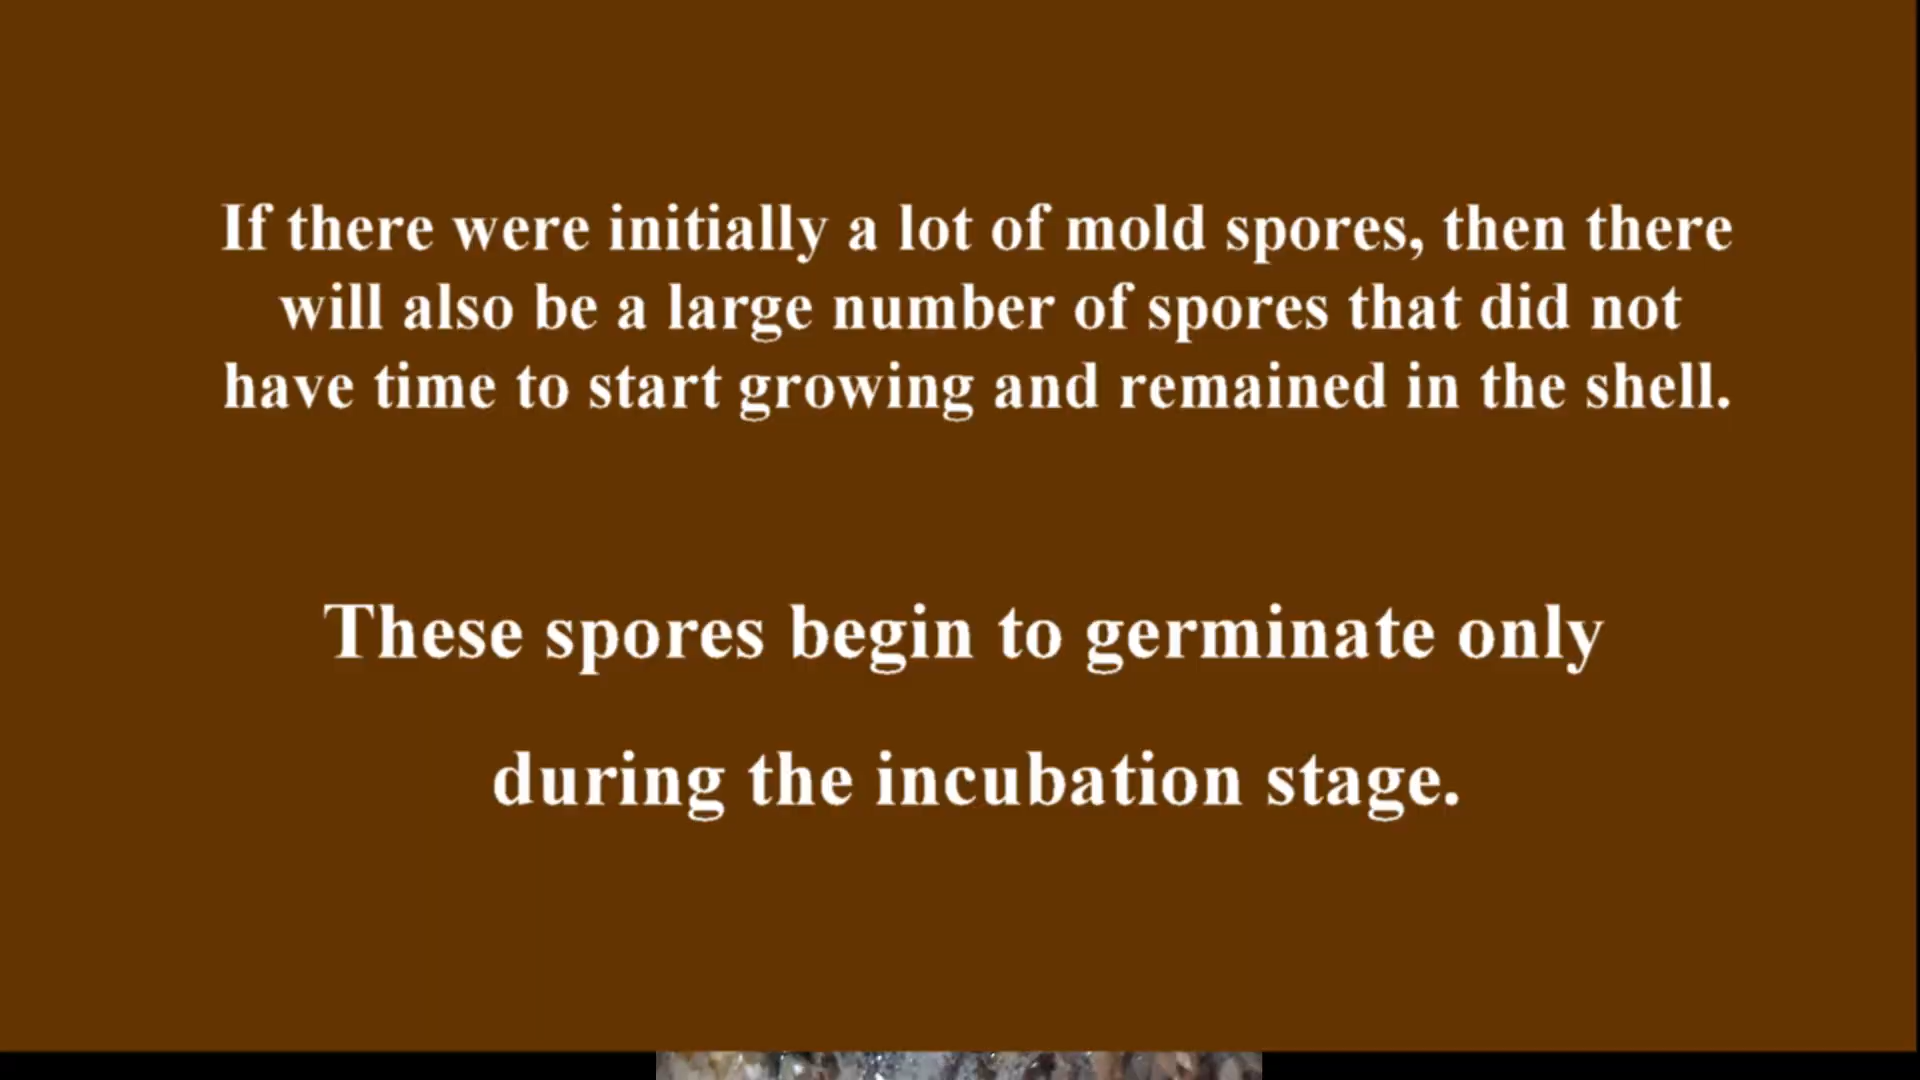 If there were initially a lot of mold spores, then there
will also be a large number of spores that did not
have time to start growing and remained in the shell.
These spores begin to germinate only
during the incubation stage.